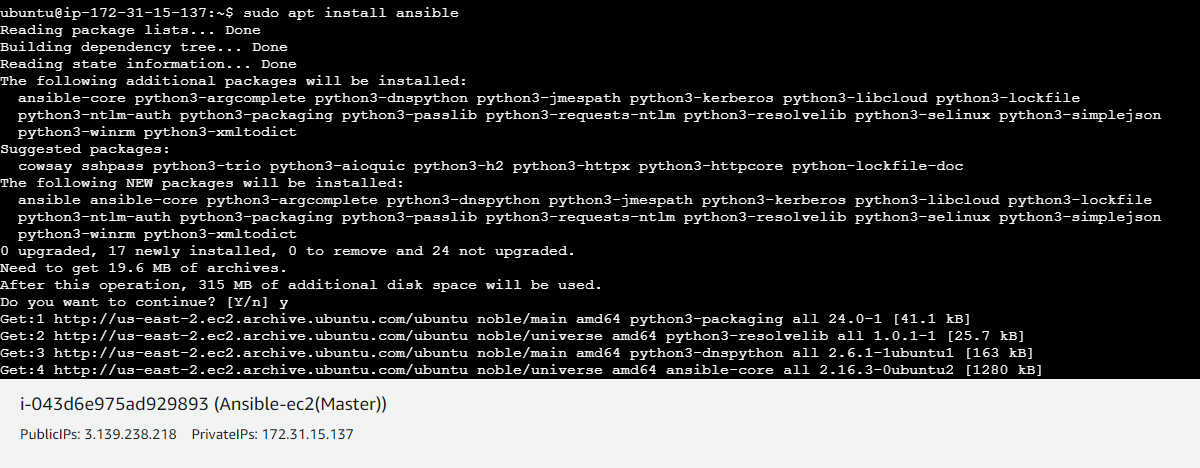 ubuntu@ip-172-31-15-137:~$ sudo apt install ansible
Reading package lists... Done
Building dependency tree... Done
Reading state information... Done
The following additional packages will be installed:
  ansible-core python3-argcomplete python3-dnspython python3-jmespath python3-kerberos python3-libcloud python3-lockfile
  python3-ntlm-auth python3-packaging python3-passlib python3-requests-ntlm python3-resolvelib python3-selinux python3-simplejson
  python3-winrm python3-xmltodict
Suggested packages:
  cowsay sshpass python3-trio python3-aioquic python3-h2 python3-httpx python3-httpcore python-lockfile-doc
The following NEW packages will be installed:
  ansible ansible-core python3-argcomplete python3-dnspython python3-jmespath python3-kerberos python3-libcloud python3-lockfile
  python3-ntlm-auth python3-packaging python3-passlib python3-requests-ntlm python3-resolvelib python3-selinux python3-simplejson
  python3-winrm python3-xmltodict
0 upgraded, 17 newly installed, 0 to remove and 24 not upgraded.
Need to get 19.6 MB of archives.
After this operation, 315 MB of additional disk space will be used.
Do you want to continue? [Y/n] y
Get:1 http://us-east-2.ec2.archive.ubuntu.com/ubuntu noble/main amd64 python3-packaging all 24.0-1 [41.1 kB]
Get:2 http://us-east-2.ec2.archive.ubuntu.com/ubuntu noble/universe amd64 python3-resolvelib all 1.0.1-1 [25.7 kB]
Get:3 http://us-east-2.ec2.archive.ubuntu.com/ubuntu noble/main amd64 python3-dnspython all 2.6.1-1ubuntu1 [163 kB]
Get:4 http://us-east-2.ec2.archive.ubuntu.com/ubuntu noble/universe amd64 ansible-core all 2.16.3-0ubuntu2 [1280 kB]
i-043d6e975ad929893 (Ansible-ec2(Master))
PublicIPs: 3.139.238.218 PrivateIPs: 172.31.15.137